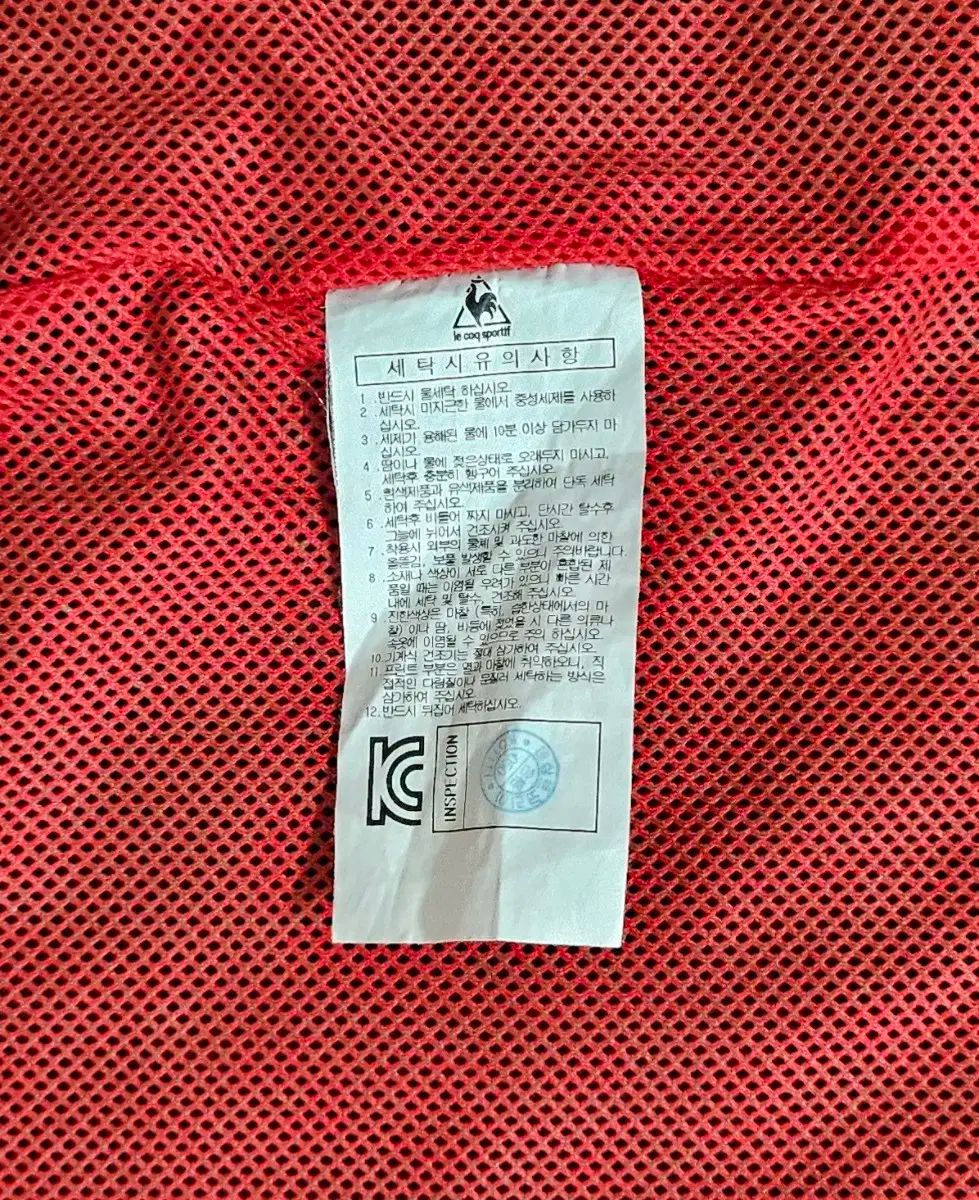 le coq sportif
세탁시유의사항
1 .반드시 물세탁 하십시오.
2 .세탁시 미지근한 물에서 중성세제를 사용하
십시오.
3 .세제가 용해된 물에 10분 이상 담가두지 마
십시오.
4 .땀이나 물에 젖은상태로 오래두지 마시고,
세탁후 충분히 헹구어 주십시오.
5 .흰색제품과 유색제품을 분리하여 단독 세탁
하여 주십시오.
6 .세탁후 비틀어 짜지 마시고, 단시간 탈수후
그늘에 뉘어서 건조시켜 주십시오.
7 .착용시 외부의 물체 및 과도한 마찰에 의한
올뜯김, 보풀 발생할 수 있으니 주의바랍니다.
8 .소재나 색상이 서로 다른 부분이 혼합된 제
품일 때는 이염될 우려가 있으니 빠른 시간
내에 세탁 및 탈수, 건조해 주십시오.
9 .진한색상은 마찰 (특히, 습한상태에서의 마
찰) 이나 땀, 비등에 젖었을 시 다른 의류나
속옷에 이염될 수 있으므로 주의 하십시오.
10.기계식 건조기는 절대 삼가하여 주십시오.
11.프린트 부분은 열과 마찰에 취약하오니, 직
접적인 다림질이나 문질러 세탁하는 방식은
삼가하여 주십시오.
12.반드시 뒤집어 세탁하십시오.
INSPECTION